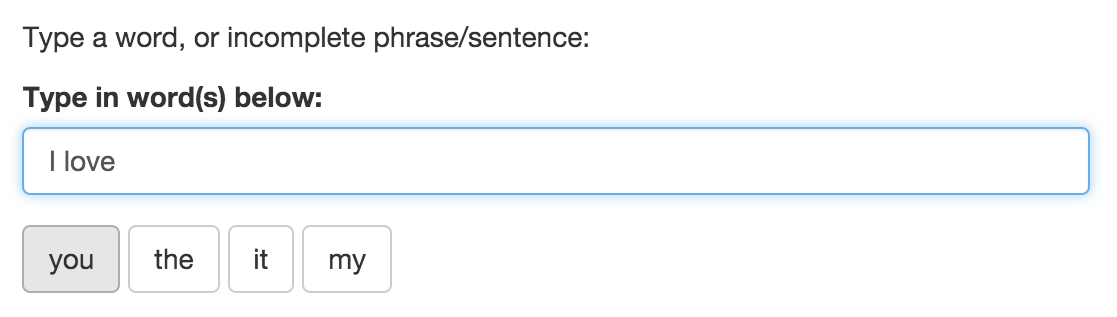 Type a word, or incomplete phrase/sentence:
Type in word(s) below:
I love
you the it my